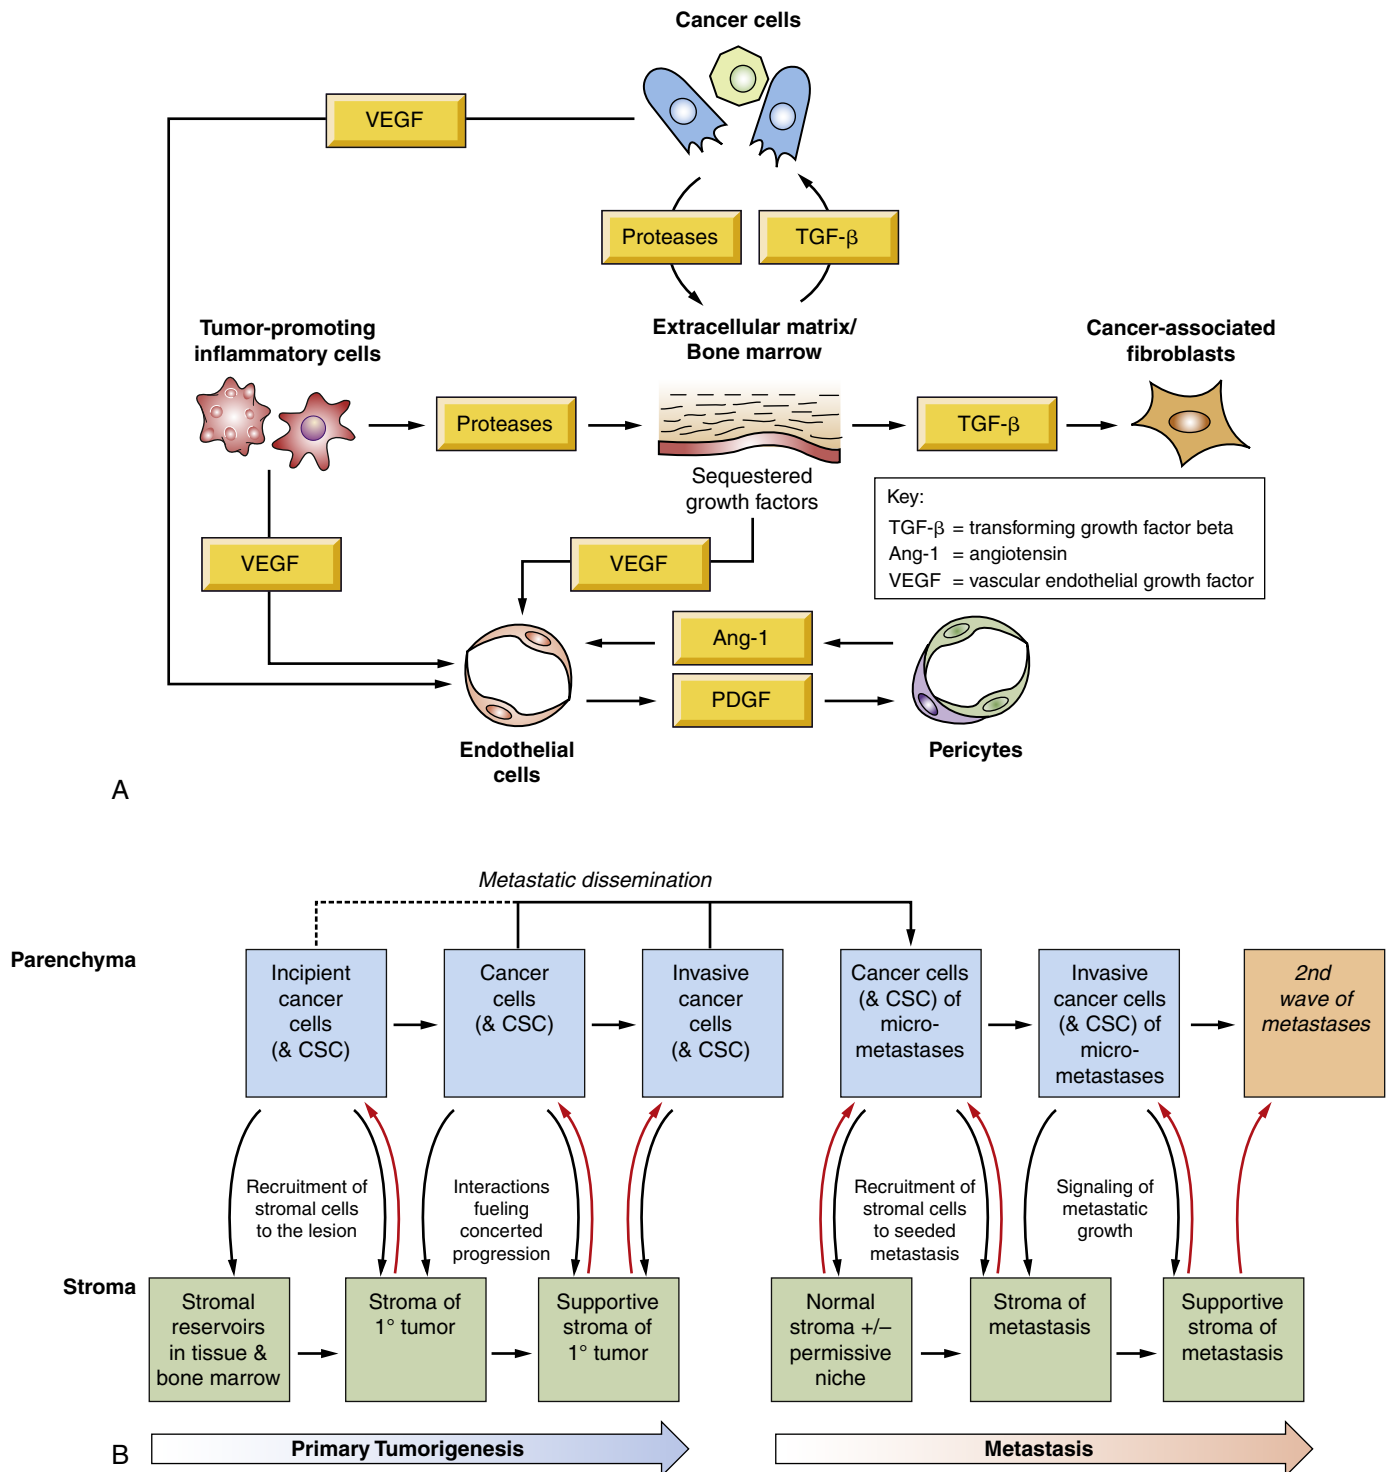 Cancer cells
VEGF
Proteases
TGF-β
Tumor-promoting
inflammatory cells
Extracellular matrix/
Bone marrow
Cancer-associated
fibroblasts
Proteases
TGF-β
Sequestered
growth factors
Key:
TGF-β = transforming growth factor beta
Ang-1 = angiotensin
VEGF = vascular endothelial growth factor
VEGF
VEGF
Ang-1
PDGF
Endothelial
cells
Pericytes
A
Metastatic dissemination
Parenchyma
Incipient
cancer
cells
(& CSC)
Cancer
cells
(& CSC)
Invasive
cancer
cells
(& CSC)
Cancer cells
(& CSC) of
micro-
metastases
Invasive
cancer cells
(& CSC) of
micro-
metastases
2nd
wave of
metastases
Recruitment of
stromal cells
to the lesion
Interactions
fueling
concerted
progression
Recruitment of
stromal cells
to seeded
metastasis
Signaling of
metastatic
growth
Stroma
Stromal
reservoirs
in tissue &
bone marrow
Stroma of
1° tumor
Supportive
stroma of
1° tumor
Normal
stroma +/–
permissive
niche
Stroma of
metastasis
Supportive
stroma of
metastasis
B
Primary Tumorigenesis
Metastasis